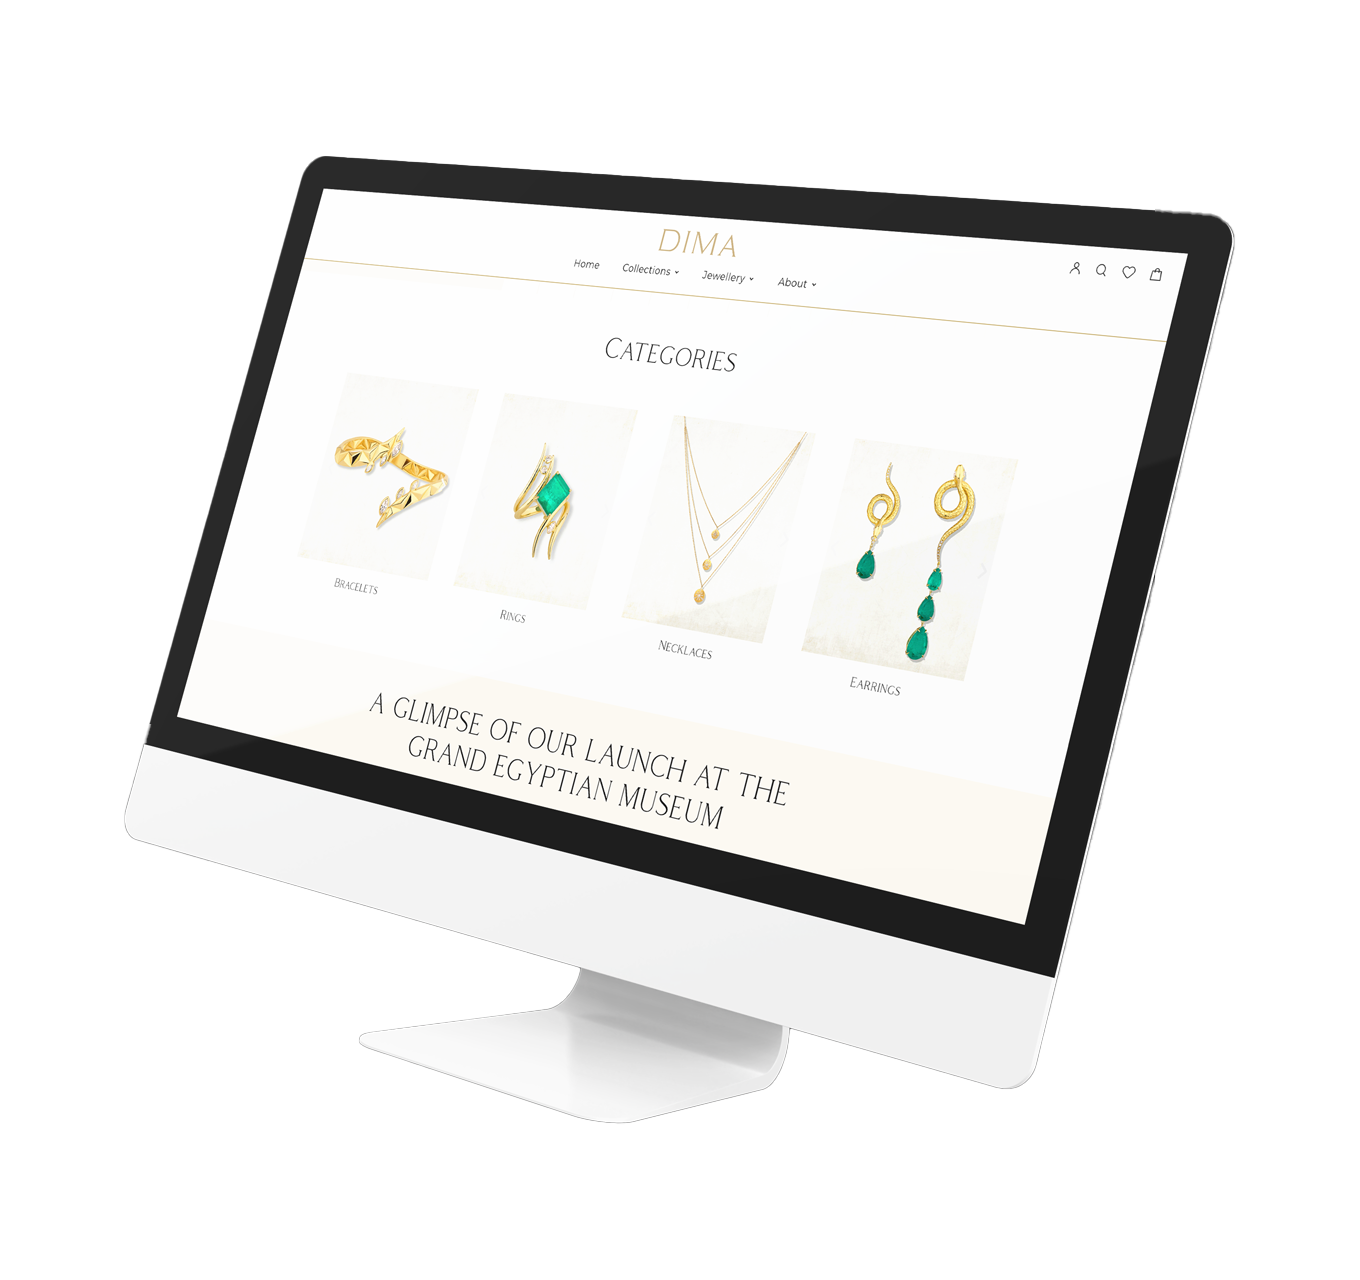 DIMA
Home Collections Jewellery About
CATEGORIES
BRACELETS
RINGS
NECKLACES
EARRINGS
A GLIMPSE OF OUR LAUNCH AT THE
GRAND EGYPTIAN MUSEUM